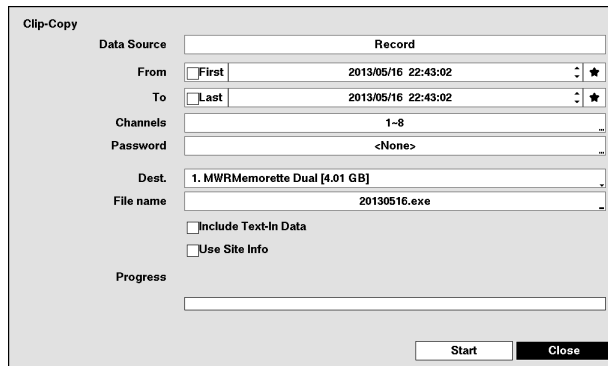 Clip-Copy
Data Source Record
From First 2013/05/16 22:43:02
To Last 2013/05/16 22:43:02
Channels 1~8 ...
Password <None> ...
Dest. 1. MWRMemorette Dual [4.01 GB]
File name 20130516.exe
Include Text-In Data
Use Site Info
Progress
Start Close